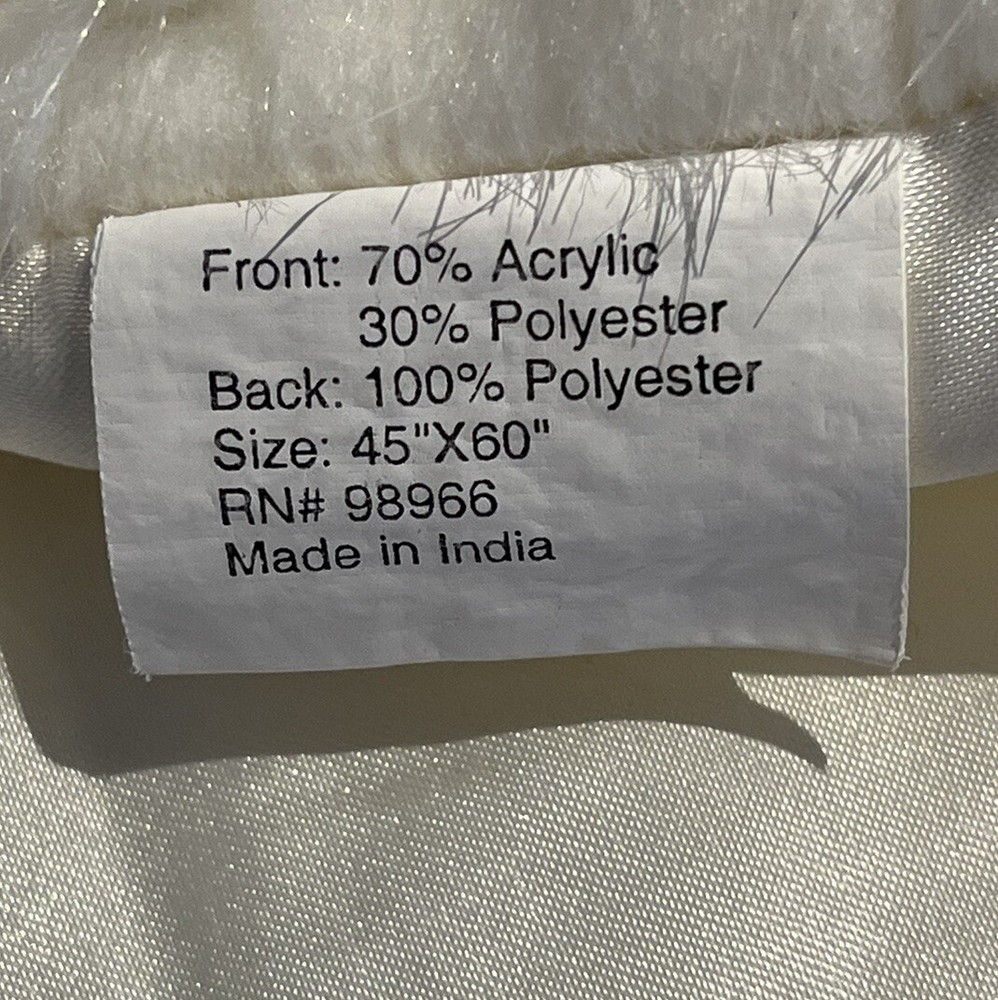 Front: 70% Acrylic
30% Polyester
Back: 100% Polyester
Size: 45"X60"
RN# 98966
Made in India